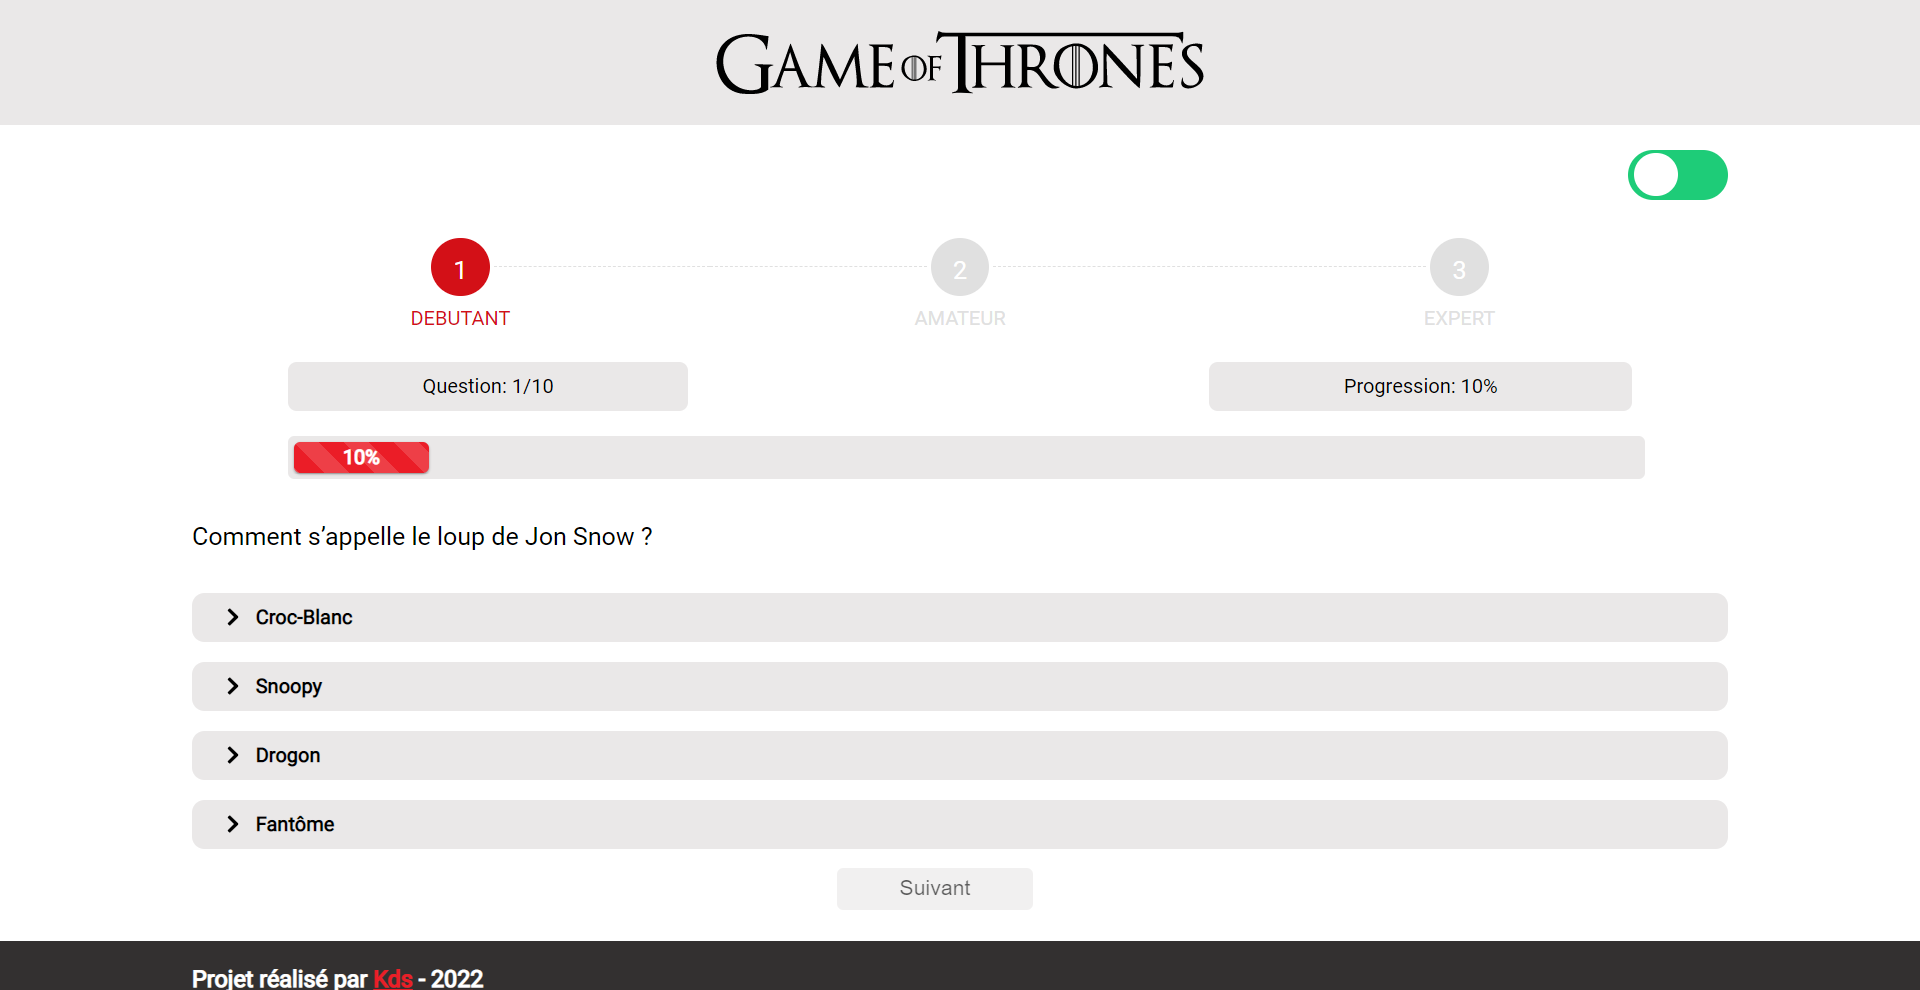 GAME OF THRONES
1
2
3
DEBUTANT
AMATEUR
EXPERT
Question: 1/10
Progression: 10%
10%
Comment s’appelle le loup de Jon Snow ?
Croc-Blanc
Snoopy
Drogon
Fantôme
Suivant
Projet réalisé par Kds - 2022